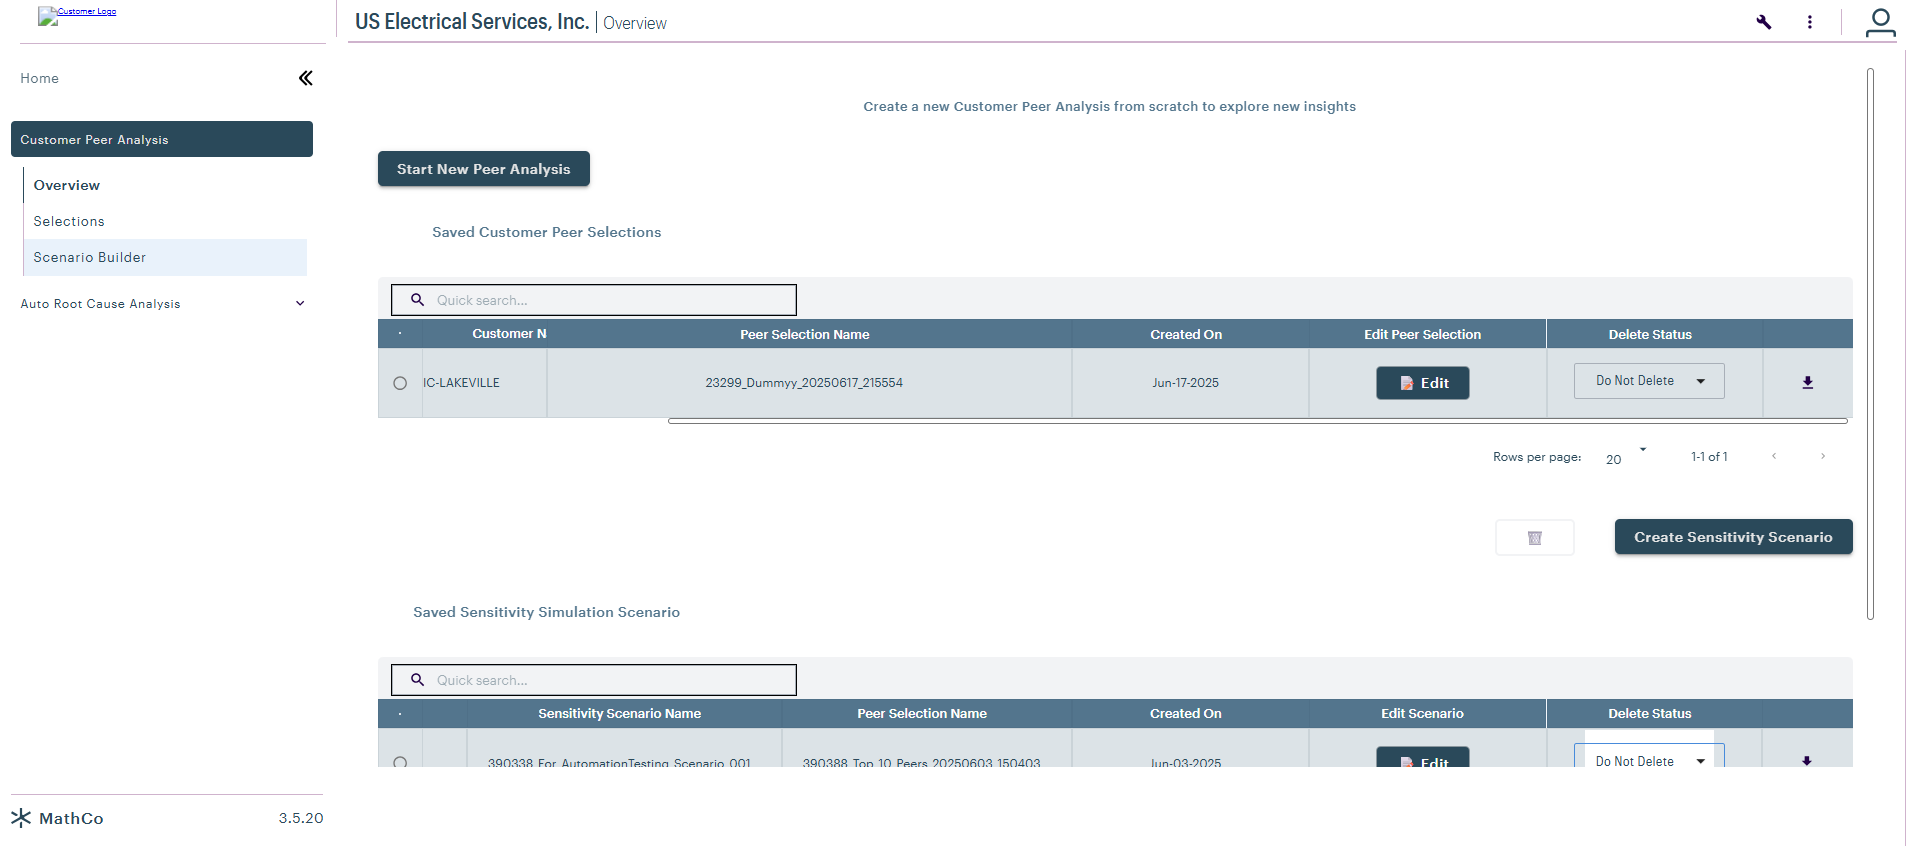 Customer Logo
US Electrical Services, Inc. | Overview
Home
Create a new Customer Peer Analysis from scratch to explore new insights
Customer Peer Analysis
Start New Peer Analysis
Overview
Selections
Saved Customer Peer Selections
Scenario Builder
Auto Root Cause Analysis
Quick search...
Customer N Peer Selection Name Created On Edit Peer Selection Delete Status
IC-LAKEVILLE 23299_Dummyy_20250617_215554 Jun-17-2025 Edit Do Not Delete
Rows per page: 20 1-1 of 1
Create Sensitivity Scenario
Saved Sensitivity Simulation Scenario
Quick search...
Sensitivity Scenario Name Peer Selection Name Created On Edit Scenario Delete Status
390338_For_AutomationTesting_Scenario_001 390388_Top_10_Peers_20250603_150403 Jun-03-2025 Edit Do Not Delete
MathCo 3.5.20